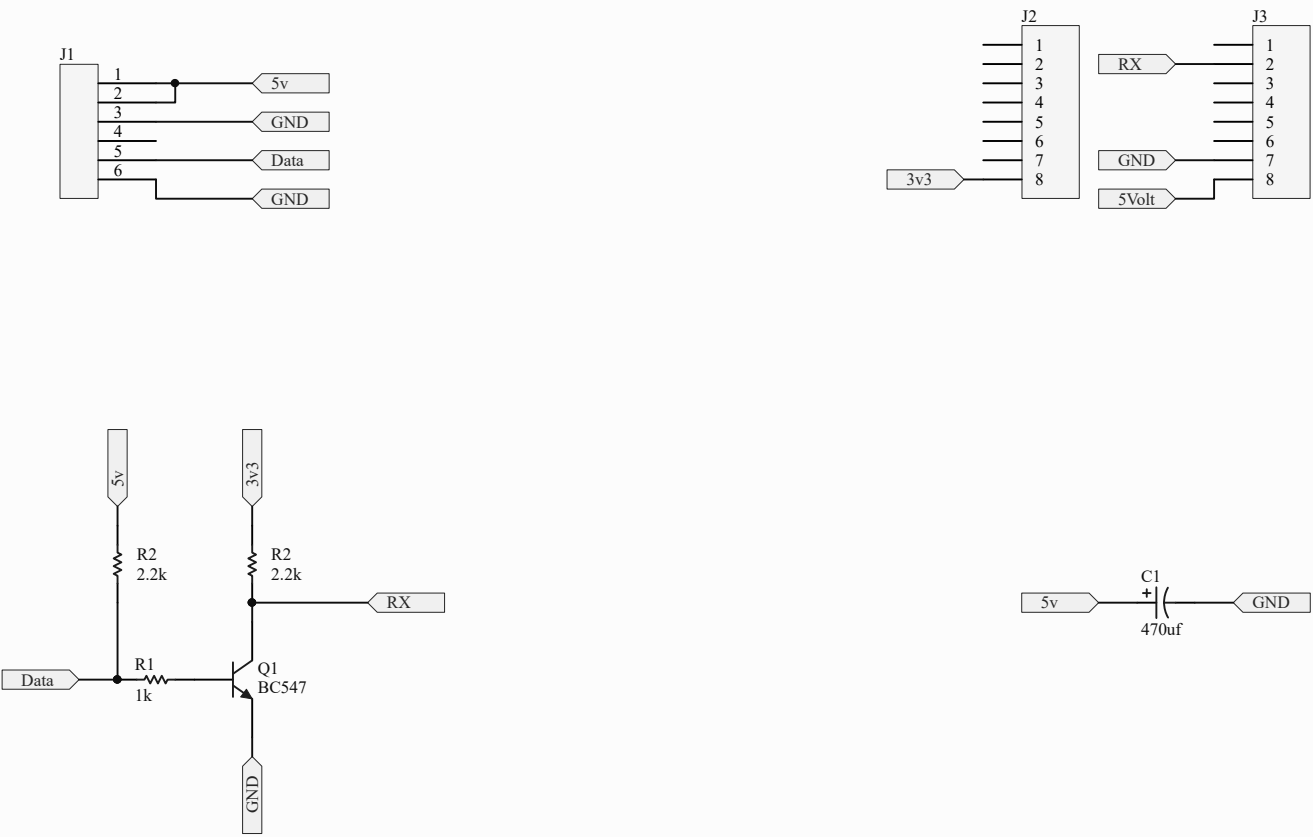 J1
1
2
3
4
5
6
5v
GND
Data
GND
J2
1
2
3
4
5
6
7
8
3v3
J3
1
2
3
4
5
6
7
8
RX
GND
5Volt
5v
3v3
R2
2.2k
R2
2.2k
RX
Data
R1
1k
Q1
BC547
GND
5v
C1
+
470uf
GND